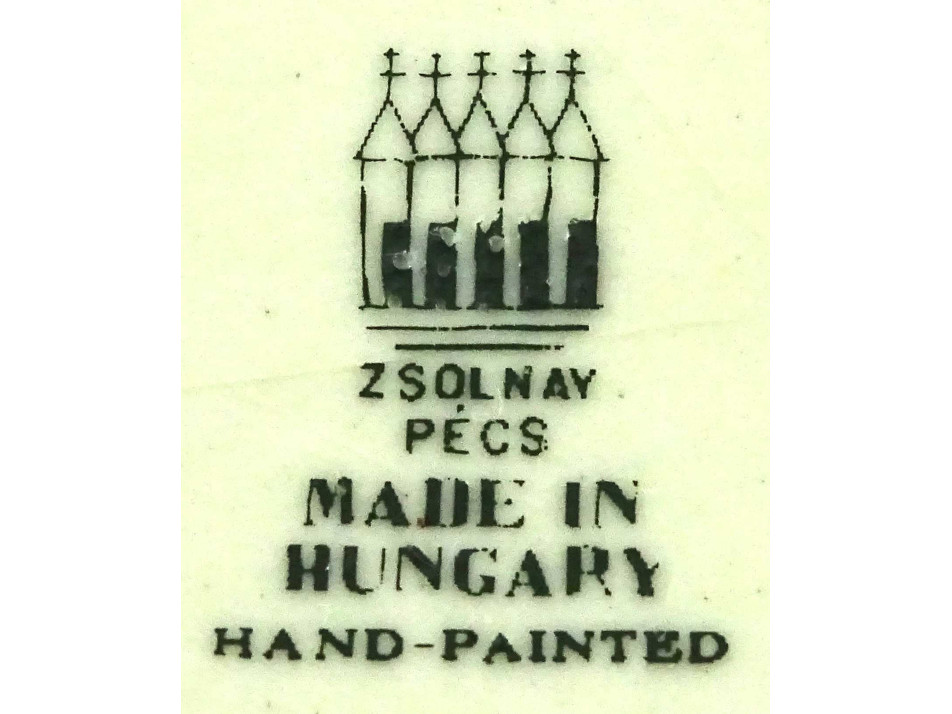 ZSOLNAY
PÉCS
MADE IN
HUNGARY
HAND-PAINTED